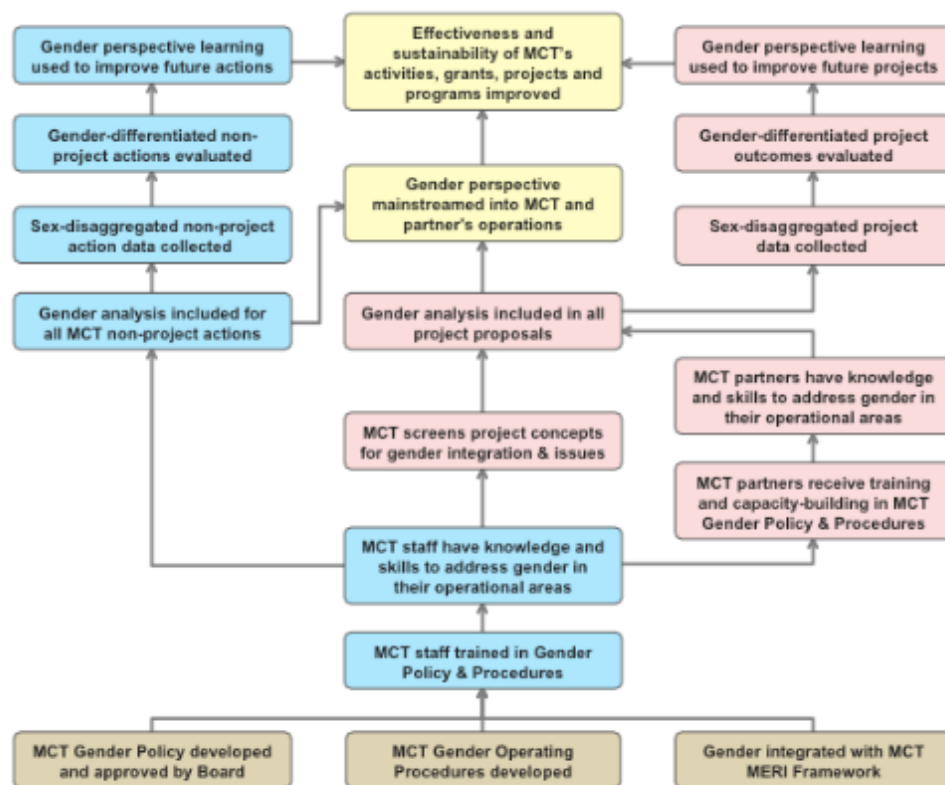 Gender perspective learning
used to improve future actions
Effectiveness and
sustainability of MCT's
activities, grants, projects and
programs improved
Gender perspective learning
used to improve future projects
Gender-differentiated non-
project actions evaluated
Gender-differentiated project
outcomes evaluated
Gender perspective
mainstreamed into MCT and
partner's operations
Sex-disaggregated non-project
action data collected
Sex-disaggregated project
data collected
Gender analysis included for
all MCT non-project actions
Gender analysis included in all
project proposals
MCT partners have knowledge
and skills to address gender in
their operational areas
MCT screens project concepts
for gender integration & issues
MCT partners receive training
and capacity-building in MCT
Gender Policy & Procedures
MCT staff have knowledge and
skills to address gender in
their operational areas
MCT staff trained in Gender
Policy & Procedures
MCT Gender Policy developed
and approved by Board
MCT Gender Operating
Procedures developed
Gender integrated with MCT
MERI Framework